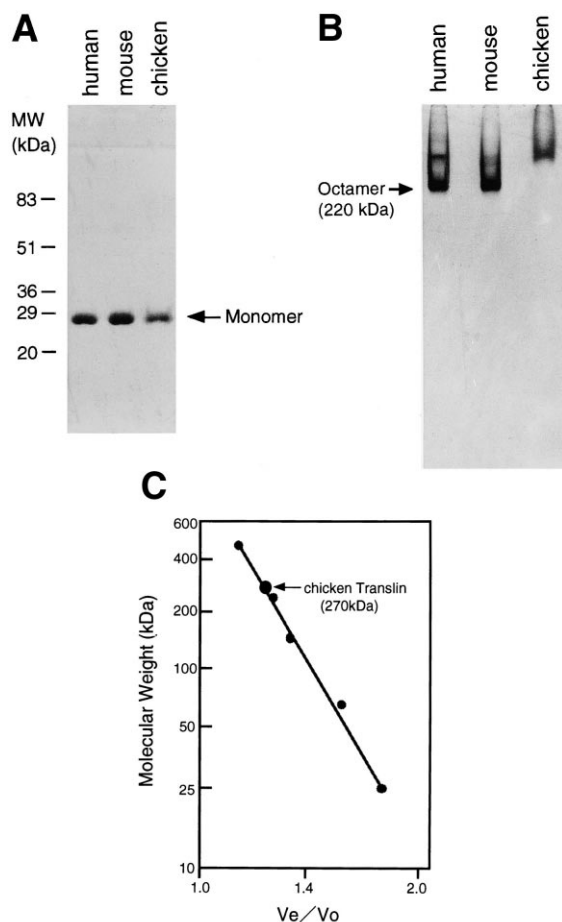 A
human
mouse
chicken
MW
(kDa)
83
51
36
29
20
Monomer
B
human
mouse
chicken
Octamer
(220 kDa)
C
600
400
200
100
50
25
10
Molecular Weight (kDa)
chicken Translin
(270kDa)
1.0
1.4
2.0
Ve/Vo